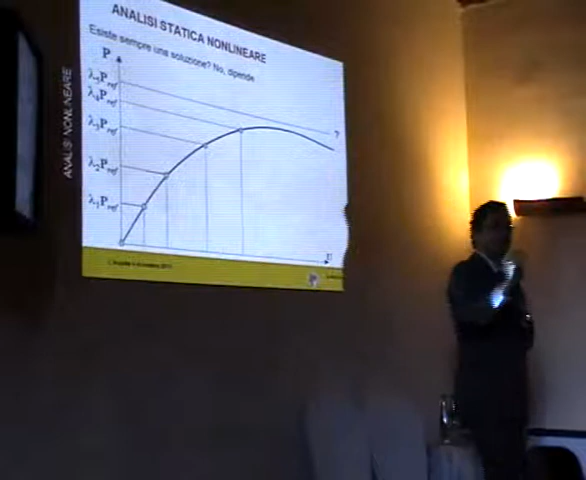 ANALISI STATICA NONLINEARE
Esiste sempre una soluzione? No, dipende
P
λ5Pref
λ4Pref
?
λ3Pref
λ2Pref
λ1Pref
U
ANALISI NONLINEARE